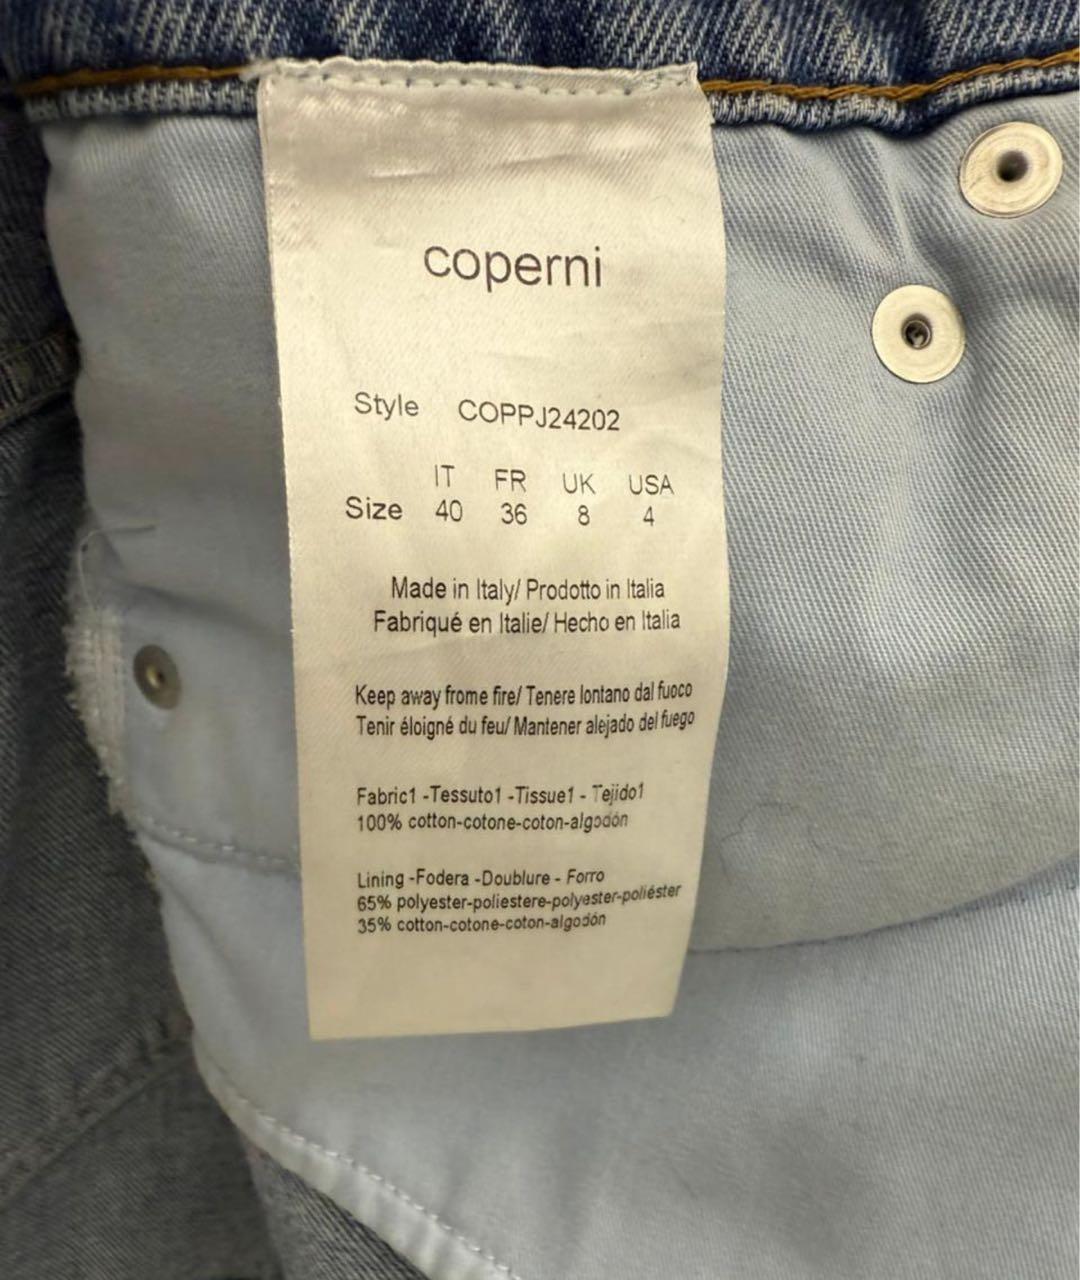 coperni
Style COPPJ24202
IT FR UK USA
Size 40 36 8 4
Made in Italy/ Prodotto in Italia
Fabriqué en Italie/ Hecho en Italia
Keep away frome fire/ Tenere lontano dal fuoco
Tenir éloigné du feu/ Mantener alejado del fuego
Fabric1 -Tessuto1 -Tissue1 - Tejido1
100% cotton-cotone-coton-algodón
Lining -Fodera -Doublure - Forro
65% polyester-poliestere-polyester-poliéster
35% cotton-cotone-coton-algodón